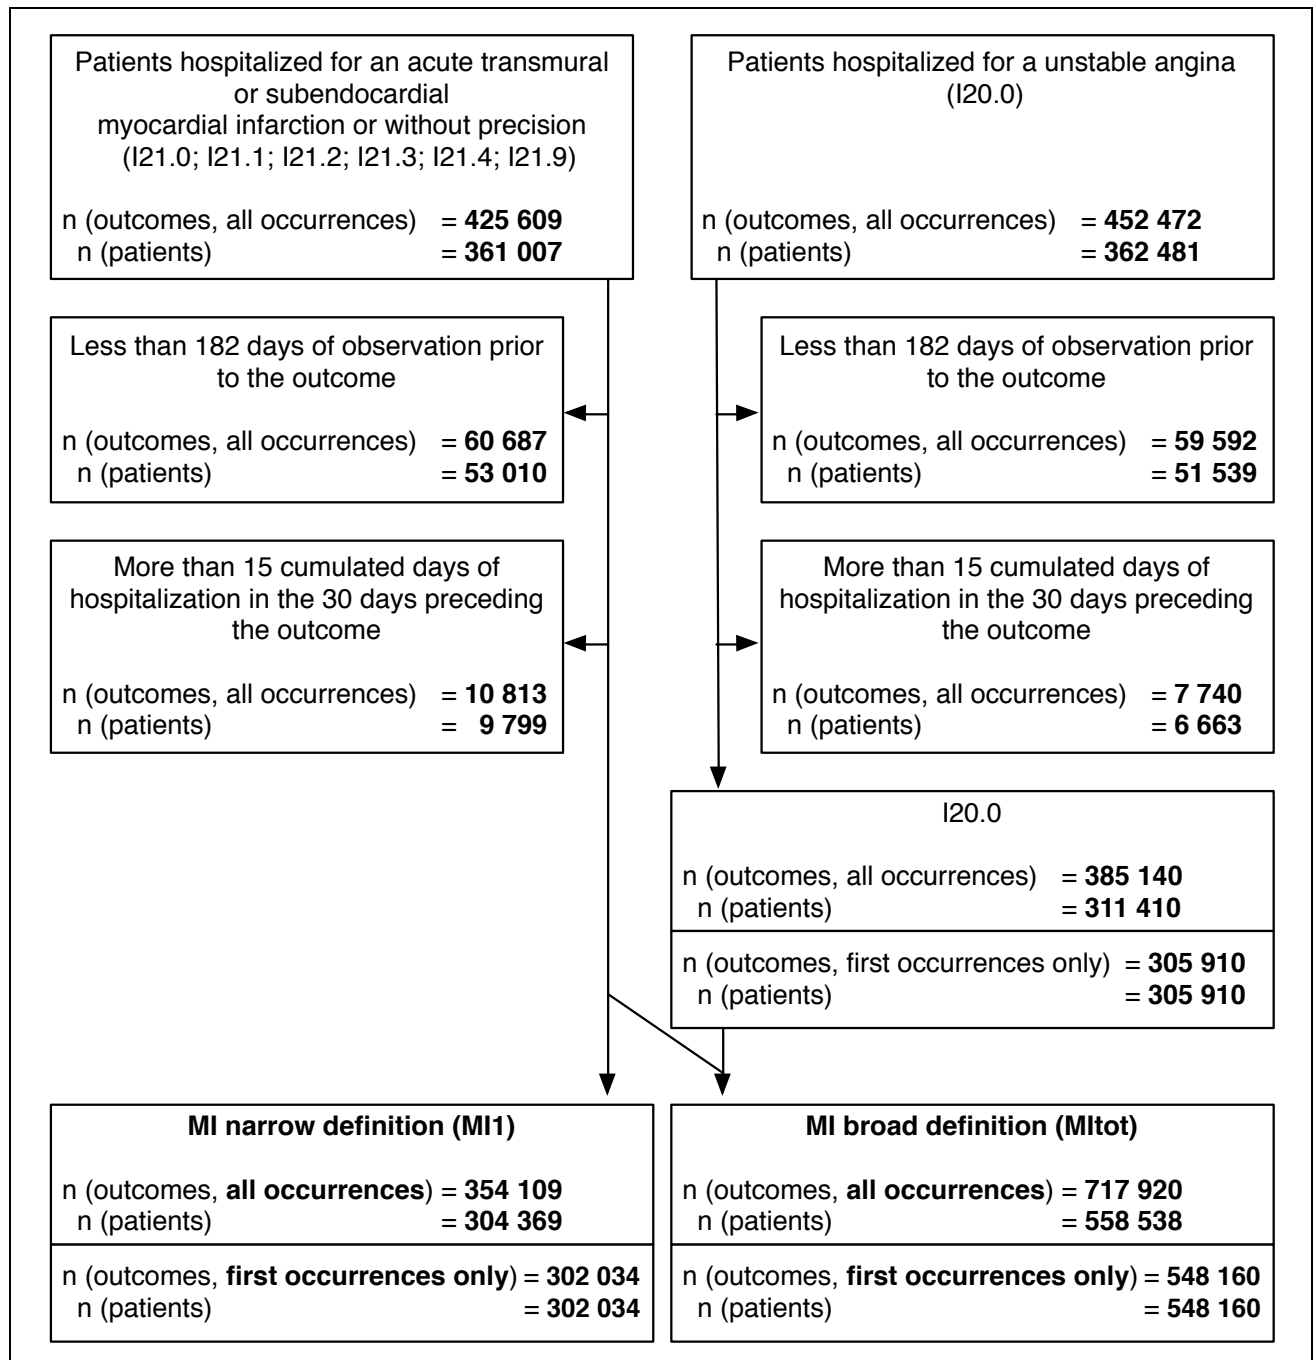 Patients hospitalized for an acute transmural
or subendocardial
myocardial infarction or without precision
(I21.0; I21.1; I21.2; I21.3; I21.4; I21.9)
n (outcomes, all occurrences) = 425 609
n (patients) = 361 007
Patients hospitalized for a unstable angina
(I20.0)
n (outcomes, all occurrences) = 452 472
n (patients) = 362 481
Less than 182 days of observation prior
to the outcome
n (outcomes, all occurrences) = 60 687
n (patients) = 53 010
Less than 182 days of observation prior
to the outcome
n (outcomes, all occurrences) = 59 592
n (patients) = 51 539
More than 15 cumulated days of
hospitalization in the 30 days preceding
the outcome
n (outcomes, all occurrences) = 10 813
n (patients) = 9 799
More than 15 cumulated days of
hospitalization in the 30 days preceding
the outcome
n (outcomes, all occurrences) = 7 740
n (patients) = 6 663
I20.0
n (outcomes, all occurrences) = 385 140
n (patients) = 311 410
n (outcomes, first occurrences only) = 305 910
n (patients) = 305 910
MI narrow definition (MI1)
n (outcomes, all occurrences) = 354 109
n (patients) = 304 369
n (outcomes, first occurrences only) = 302 034
n (patients) = 302 034
MI broad definition (MItot)
n (outcomes, all occurrences) = 717 920
n (patients) = 558 538
n (outcomes, first occurrences only) = 548 160
n (patients) = 548 160